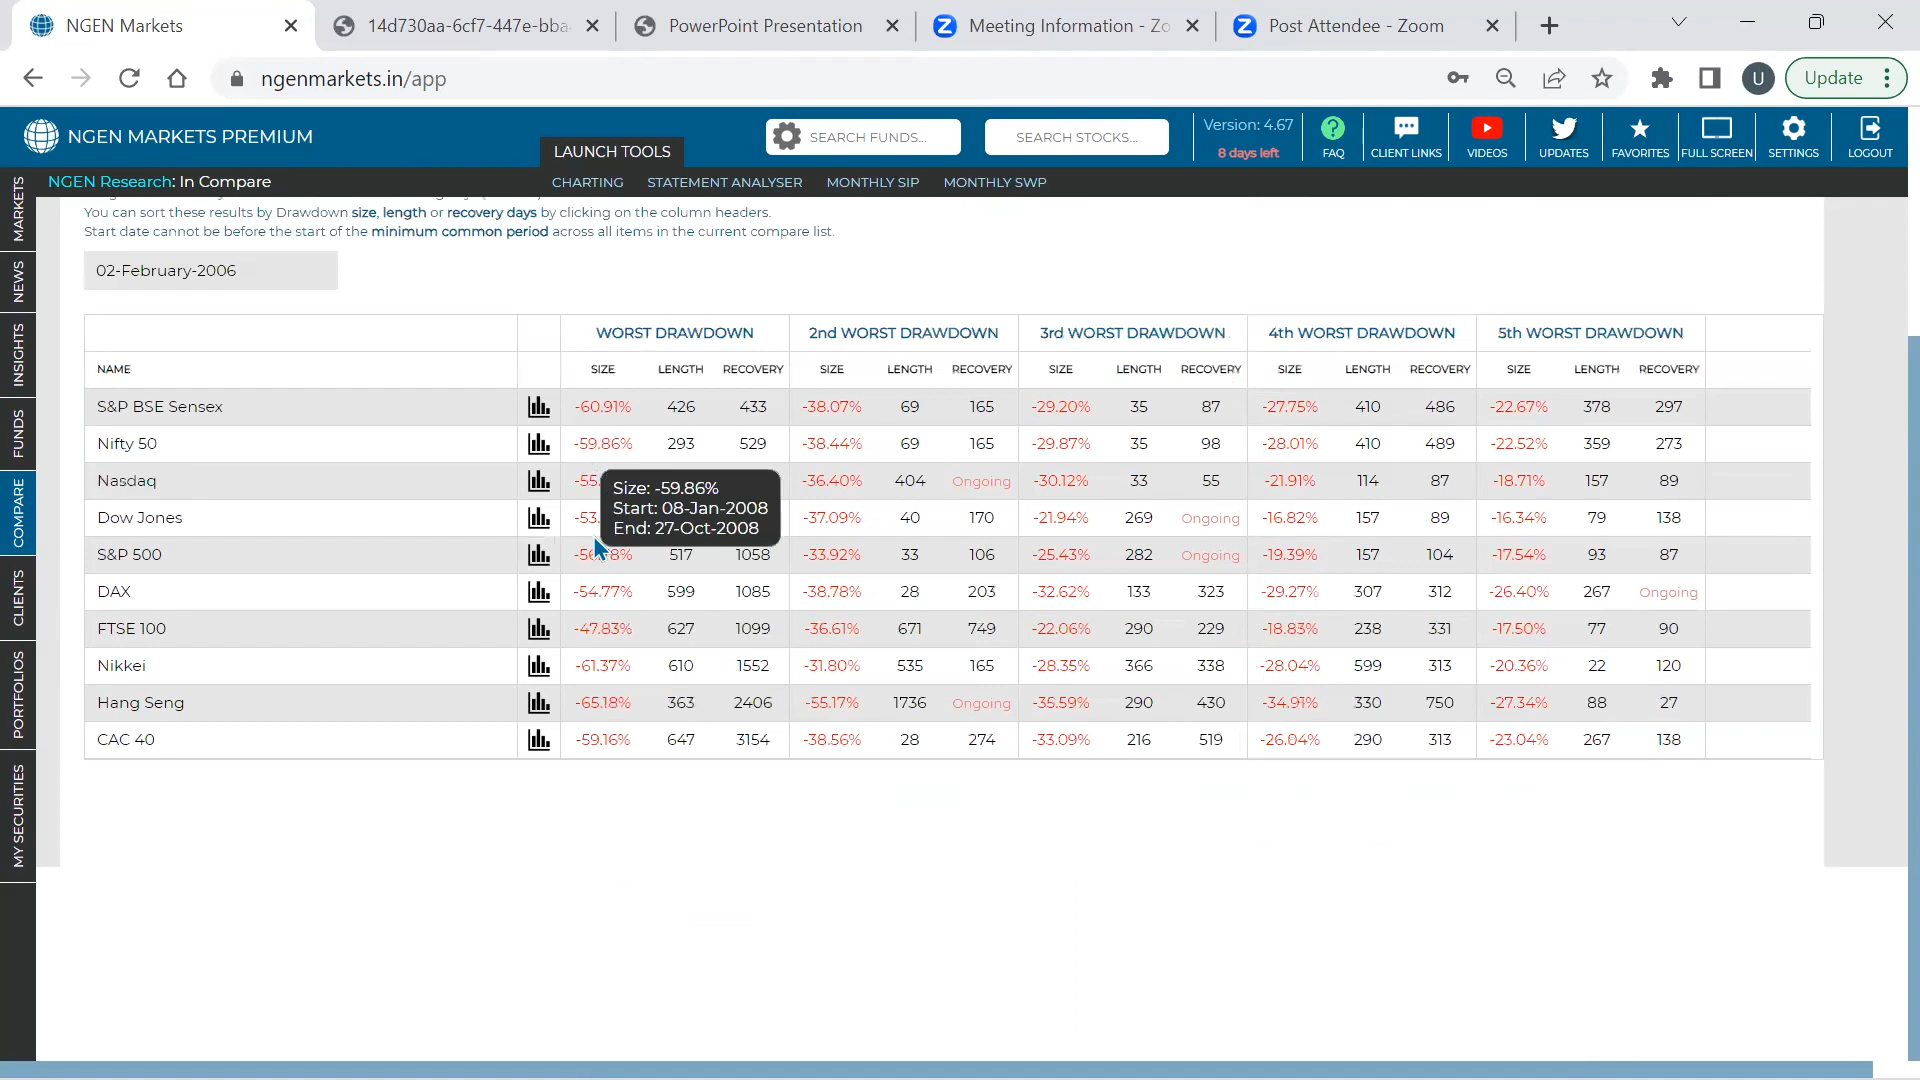 NGEN Markets
14d730aa-6cf7-447e-bba
PowerPoint Presentation
Meeting Information - Zo
Post Attendee - Zoom
ngenmarkets.in/app
U
Update
NGEN MARKETS PREMIUM
LAUNCH TOOLS
SEARCH FUNDS...
SEARCH STOCKS...
Version: 4.67
8 days left
FAQ
CLIENT LINKS
VIDEOS
UPDATES
FAVORITES
FULL SCREEN
SETTINGS
LOGOUT
NGEN Research: In Compare
CHARTING STATEMENT ANALYSER MONTHLY SIP MONTHLY SWP
MARKETS
NEWS
INSIGHTS
FUNDS
COMPARE
CLIENTS
PORTFOLIOS
MY SECURITIES
You can sort these results by Drawdown size, length or recovery days by clicking on the column headers.
Start date cannot be before the start of the minimum common period across all items in the current compare list.
02-February-2006
WORST DRAWDOWN 2nd WORST DRAWDOWN 3rd WORST DRAWDOWN 4th WORST DRAWDOWN 5th WORST DRAWDOWN
NAME SIZE LENGTH RECOVERY SIZE LENGTH RECOVERY SIZE LENGTH RECOVERY SIZE LENGTH RECOVERY SIZE LENGTH RECOVERY
S&P BSE Sensex -60.91% 426 433 -38.07% 69 165 -29.20% 35 87 -27.75% 410 486 -22.67% 378 297
Nifty 50 -59.86% 293 529 -38.44% 69 165 -29.87% 35 98 -28.01% 410 489 -22.52% 359 273
Nasdaq -36.40% 404 Ongoing -30.12% 33 55 -21.91% 114 87 -18.71% 157 89
Dow Jones -37.09% 40 170 -21.94% 269 Ongoing -16.82% 157 89 -16.34% 79 138
S&P 500 517 1058 -33.92% 33 106 -25.43% 282 Ongoing -19.39% 157 104 -17.54% 93 87
DAX -54.77% 599 1085 -38.78% 28 203 -32.62% 133 323 -29.27% 307 312 -26.40% 267 Ongoing
FTSE 100 -47.83% 627 1099 -36.61% 671 749 -22.06% 290 229 -18.83% 238 331 -17.50% 77 90
Nikkei -61.37% 610 1552 -31.80% 535 165 -28.35% 366 338 -28.04% 599 313 -20.36% 22 120
Hang Seng -65.18% 363 2406 -55.17% 1736 Ongoing -35.59% 290 430 -34.91% 330 750 -27.34% 88 27
CAC 40 -59.16% 647 3154 -38.56% 28 274 -33.09% 216 519 -26.04% 290 313 -23.04% 267 138
Size: -59.86%
Start: 08-Jan-2008
End: 27-Oct-2008